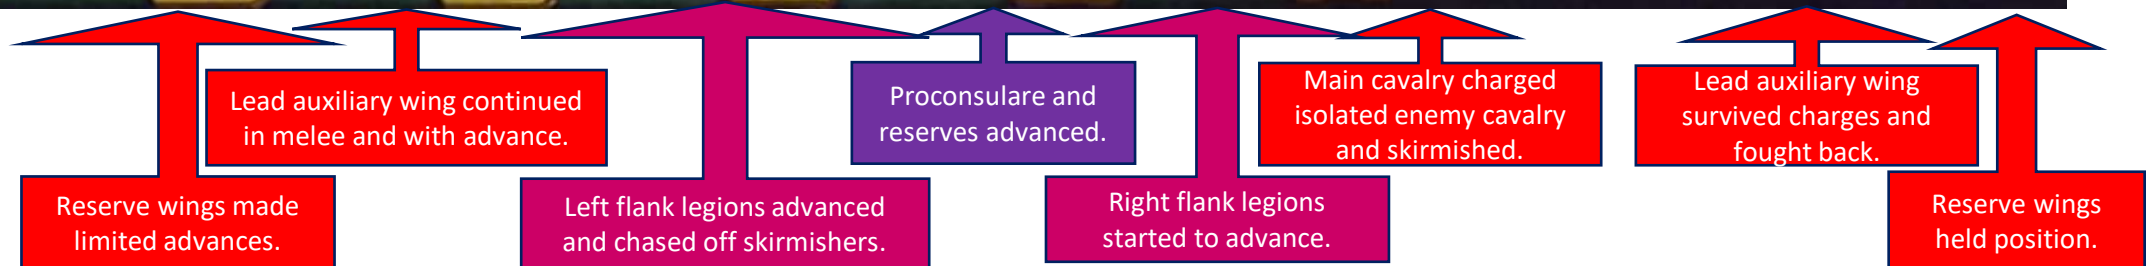 Reserve wings made
limited advances.
Lead auxiliary wing continued
in melee and with advance.
Left flank legions advanced
and chased off skirmishers.
Proconsulare and
reserves advanced.
Right flank legions
started to advance.
Main cavalry charged
isolated enemy cavalry
and skirmished.
Lead auxiliary wing
survived charges and
fought back.
Reserve wings
held position.